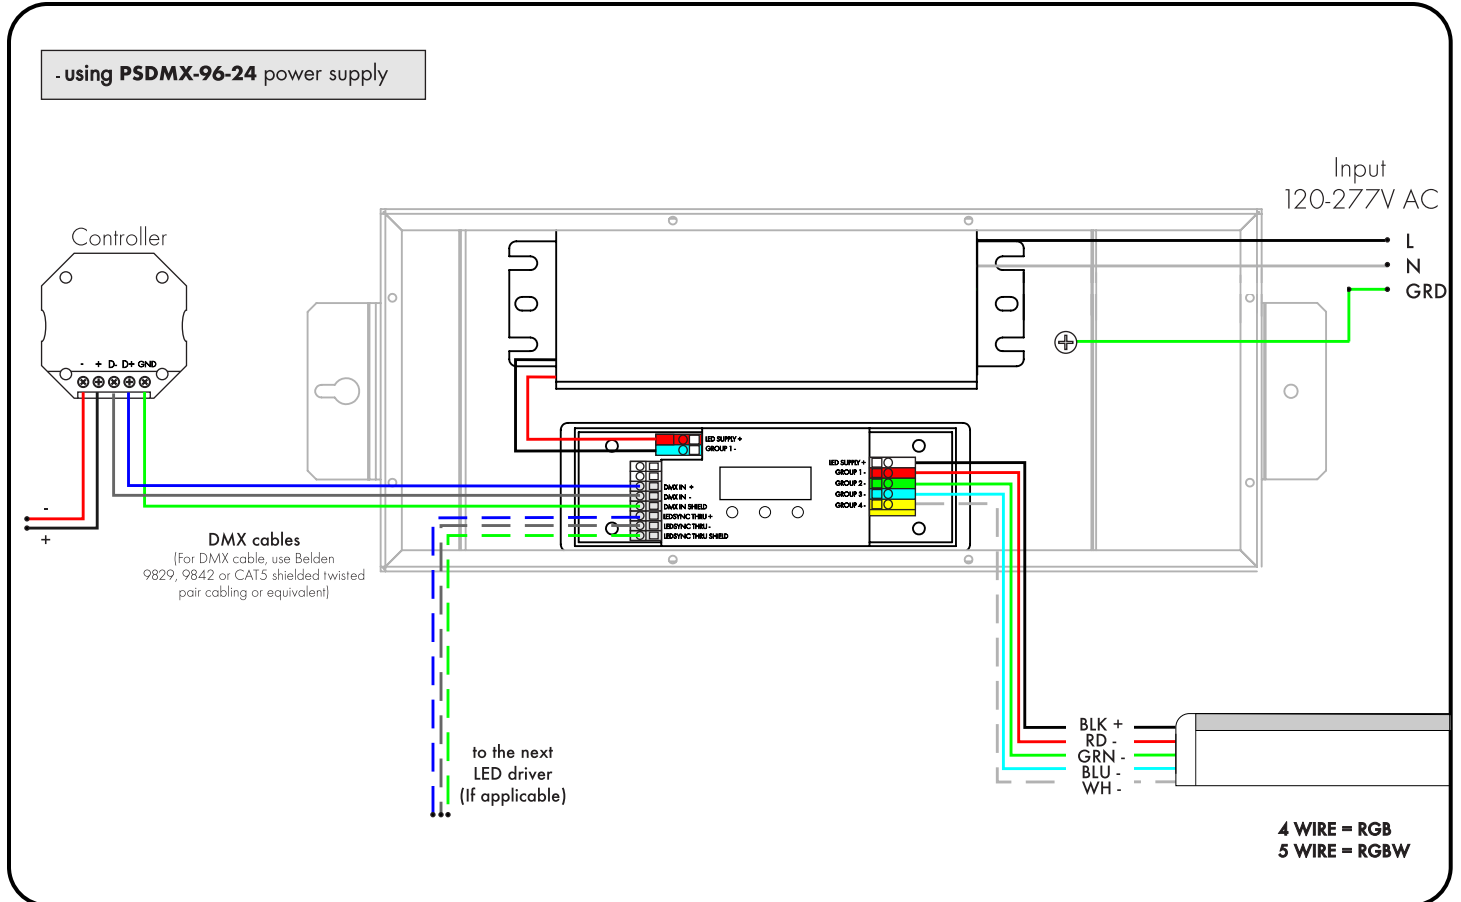 - using PSDMX-96-24 power supply
Input
120-277V AC
L
N
GRD
Controller
- + D- D+ GND
-
+
DMX cables
(For DMX cable, use Belden
9829, 9842 or CAT5 shielded twisted
pair cabling or equivalent)
LED SUPPLY +
GROUP 1 -
DMX IN +
DMX IN -
DMX IN SHIELD
LEDSYNC THRU +
LEDSYNC THRU -
LEDSYNC THRU SHIELD
LED SUPPLY +
GROUP 1 -
GROUP 2 -
GROUP 3 -
GROUP 4 -
to the next
LED driver
(If applicable)
BLK +
RD -
GRN -
BLU -
WH -
4 WIRE = RGB
5 WIRE = RGBW